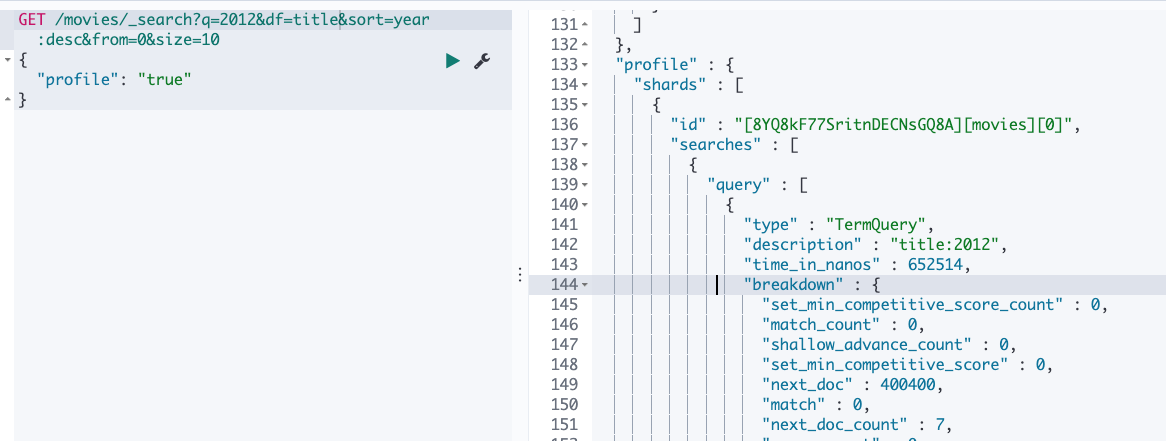 GET /movies/_search?q=2012&df=title&sort=year
:desc&from=0&size=10
{
"profile": "true"
}
131 ]
132 },
133 "profile" : {
134 "shards" : [
135 {
136 "id" : "[8YQ8kF77SritnDECNsGQ8A][movies][0]",
137 "searches" : [
138 {
139 "query" : [
140 {
141 "type" : "TermQuery",
142 "description" : "title:2012",
143 "time_in_nanos" : 652514,
144 "breakdown" : {
145 "set_min_competitive_score_count" : 0,
146 "match_count" : 0,
147 "shallow_advance_count" : 0,
148 "set_min_competitive_score" : 0,
149 "next_doc" : 400400,
150 "match" : 0,
151 "next_doc_count" : 7,